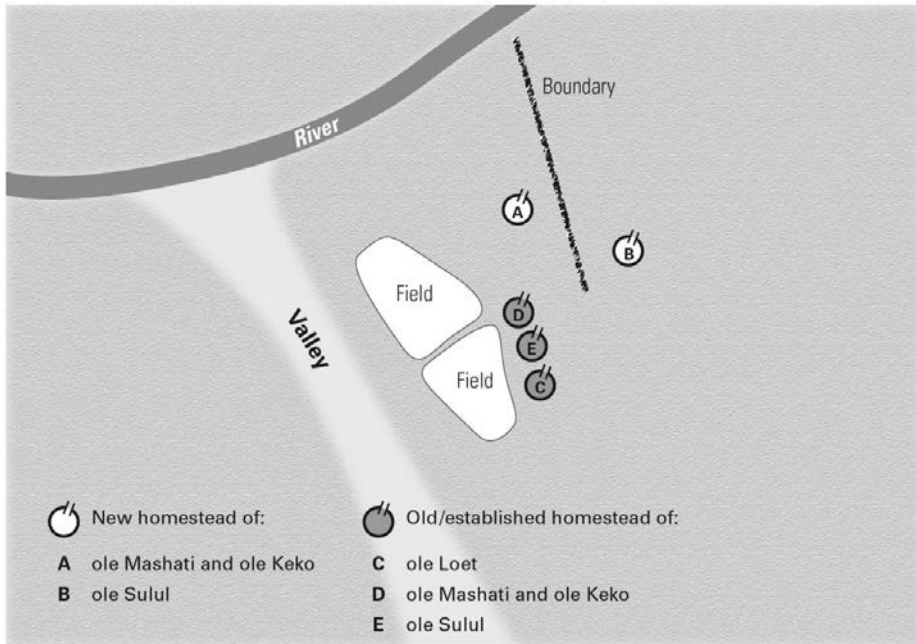 Boundary
River
A
B
Field
D
Valley
E
Field
C
New homestead of:
A ole Mashati and ole Keko
B ole Sulul
Old/established homestead of:
C ole Loet
D ole Mashati and ole Keko
E ole Sulul